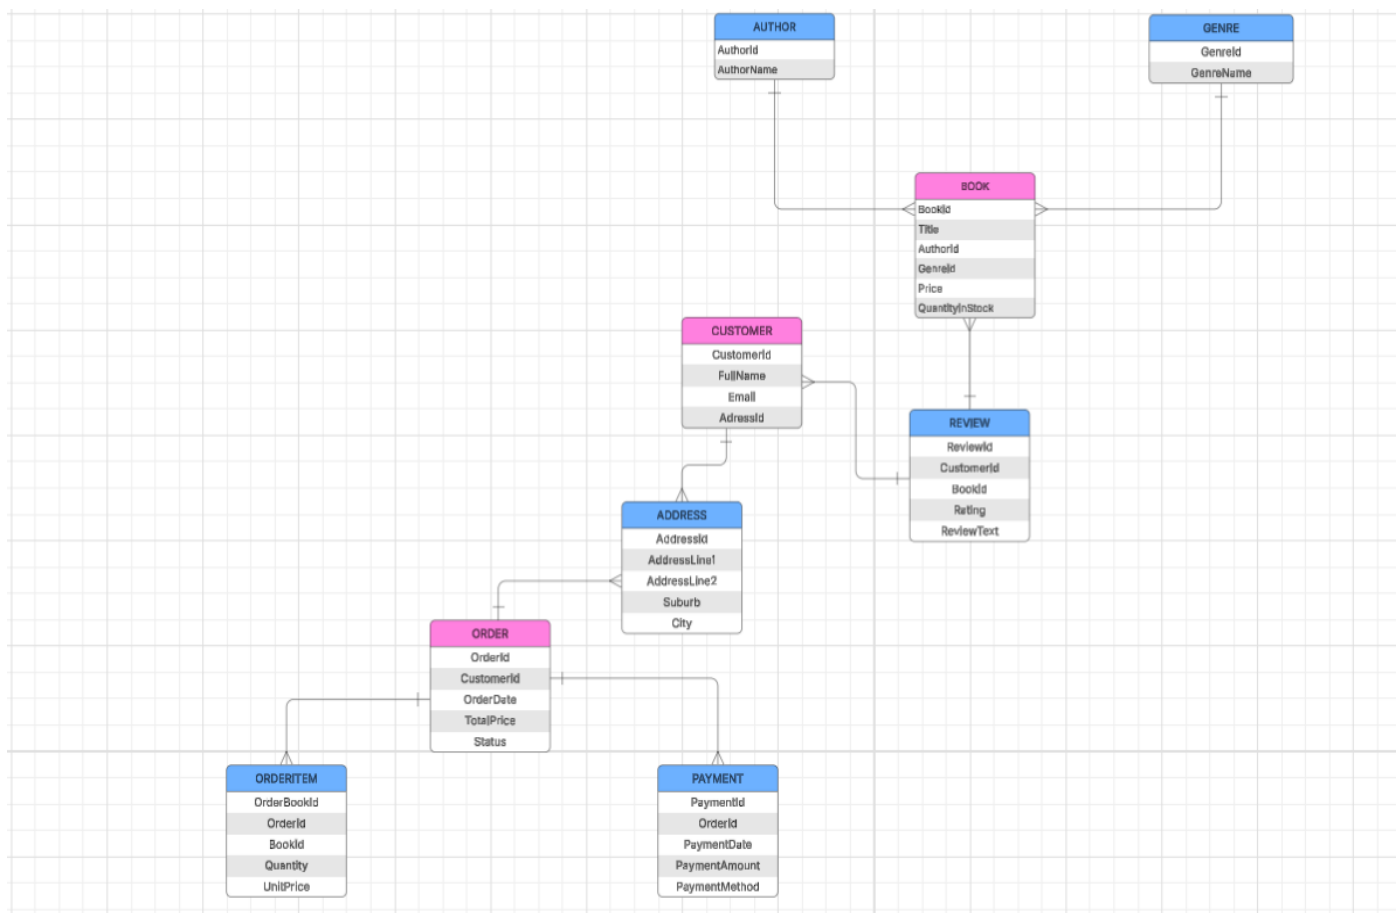 AUTHOR
AuthorId
AuthorName
GENRE
GenreId
GenreName
BOOK
BookId
Title
AuthorId
GenreId
Price
QuantityInStock
CUSTOMER
CustomerId
FullName
Email
AdressId
REVIEW
ReviewId
CustomerId
BookId
Rating
ReviewText
ADDRESS
AddressId
AddressLine1
AddressLine2
Suburb
City
ORDER
OrderId
CustomerId
OrderDate
TotalPrice
Status
ORDERITEM
OrderBookId
OrderId
BookId
Quantity
UnitPrice
PAYMENT
PaymentId
OrderId
PaymentDate
PaymentAmount
PaymentMethod